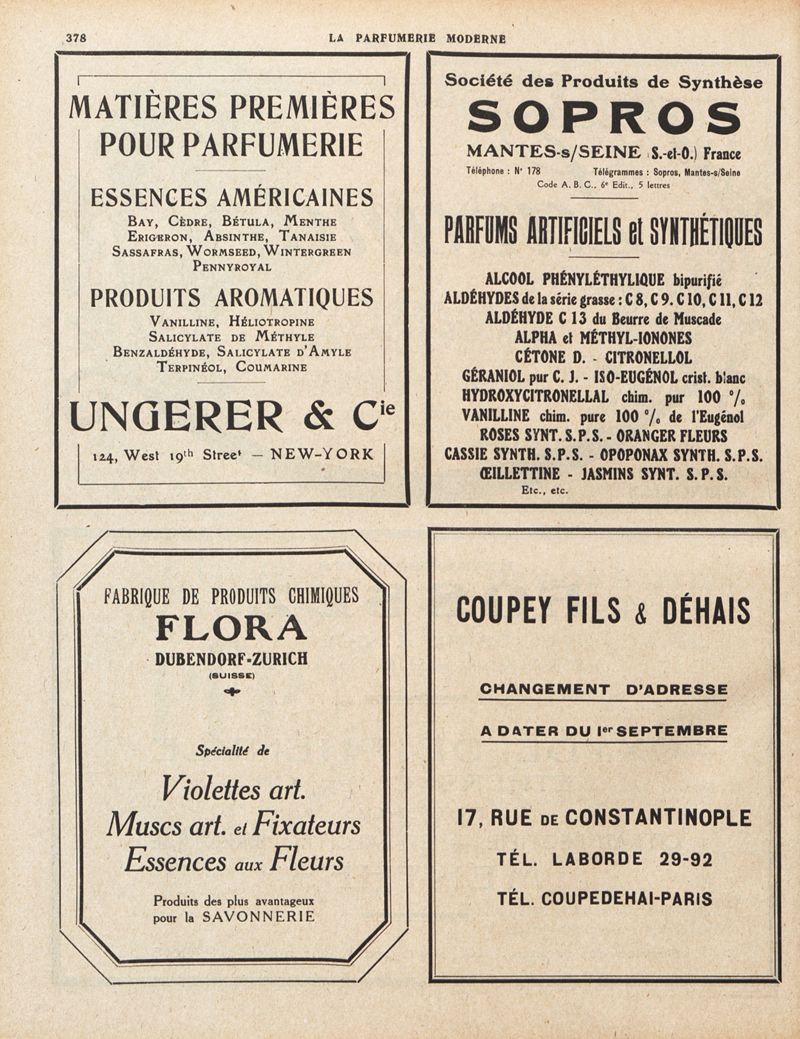 378
LA PARFUMERIE MODERNE
MATIÈRES PREMIÈRES
POUR PARFUMERIE
ESSENCES AMÉRICAINES
BAY, CÈDRE, BÉTULA, MENTHE
ERIGERON, ABSINTHE, TANAISIE
SASSAFRAS, WORMSEED, WINTERGREEN
PENNYROYAL
PRODUITS AROMATIQUES
VANILLINE, HÉLIOTROPINE
SALICYLATE DE MÉTHYLE
BENZALDÉHYDE, SALICYLATE D'AMYLE
TERPINÉOL, COUMARINE
UNGERER & Cie
124, West 19th Street — NEW-YORK
Société des Produits de Synthèse
SOPROS
MANTES-s/SEINE (S.-et-O.) France
Téléphone : N° 178 Télégrammes : Sopros, Mantes-s/Seine
Code A. B. C., 6e Edit., 5 lettres
PARFUMS ARTIFICIELS et SYNTHÉTIQUES
ALCOOL PHÉNYLÉTHYLIQUE bipurifié
ALDÉHYDES de la série grasse : C 8, C 9. C 10, C 11, C 12
ALDÉHYDE C 13 du Beurre de Muscade
ALPHA et MÉTHYL-IONONES
CÉTONE D. - CITRONELLOL
GÉRANIOL pur C. J. - ISO-EUGÉNOL crist. blanc
HYDROXYCITRONELLAL chim. pur 100 %
VANILLINE chim. pure 100 % de l'Eugénol
ROSES SYNT. S.P.S. - ORANGER FLEURS
CASSIE SYNTH. S.P.S. - OPOPONAX SYNTH. S.P.S.
ŒILLETTINE - JASMINS SYNT. S. P. S.
Etc., etc.
FABRIQUE DE PRODUITS CHIMIQUES
FLORA
DUBENDORF-ZURICH
(SUISSE)
Spécialité de
Violettes art.
Muscs art. et Fixateurs
Essences aux Fleurs
Produits des plus avantageux
pour la SAVONNERIE
COUPEY FILS & DÉHAIS
CHANGEMENT D'ADRESSE
A DATER DU 1er SEPTEMBRE
17, RUE DE CONSTANTINOPLE
TÉL. LABORDE 29-92
TÉL. COUPEDEHAI-PARIS